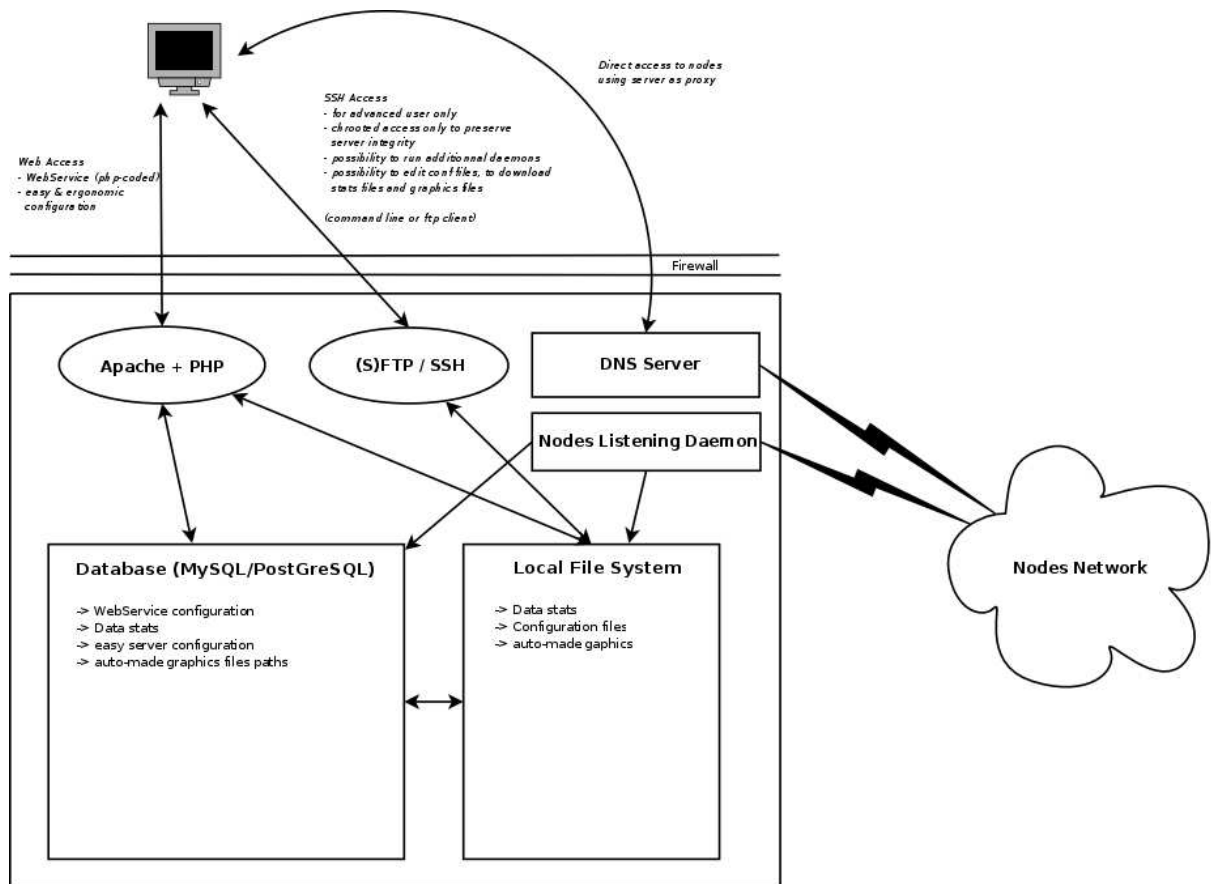 Direct access to nodes
using server as proxy
SSH Access
- for advanced user only
- chrooted access only to preserve
server integrity
- possibility to run additionnal daemons
- possibility to edit conf files, to download
stats files and graphics files
(command line or ftp client)
Web Access
- WebService (php-coded)
- easy & ergonomic
configuration
Firewall
Apache + PHP
(S)FTP / SSH
DNS Server
Nodes Listening Daemon
Nodes Network
Database (MySQL/PostGreSQL)
-> WebService configuration
-> Data stats
-> easy server configuration
-> auto-made graphics files paths
Local File System
-> Data stats
-> Configuration files
-> auto-made gaphics